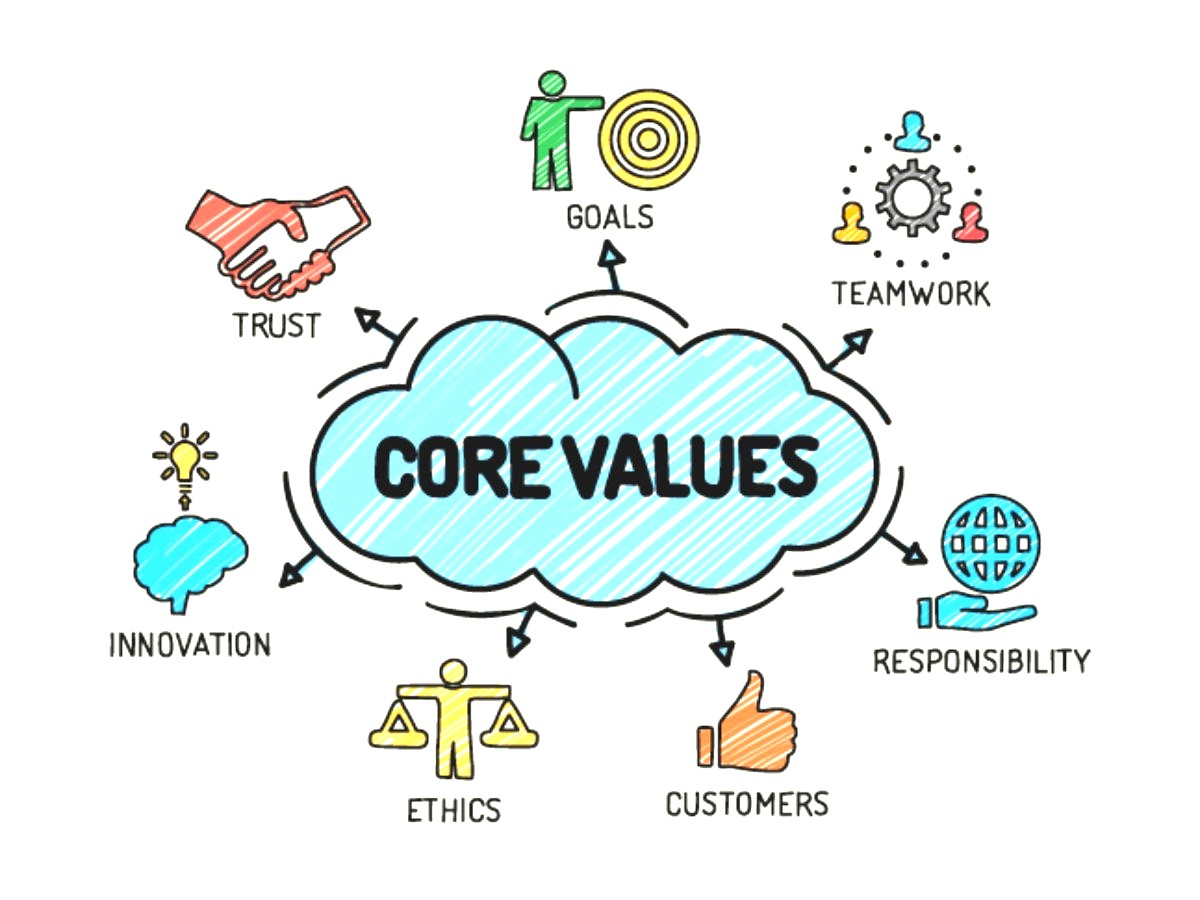 GOALS
TEAMWORK
TRUST
CORE VALUES
INNOVATION
RESPONSIBILITY
ETHICS
CUSTOMERS